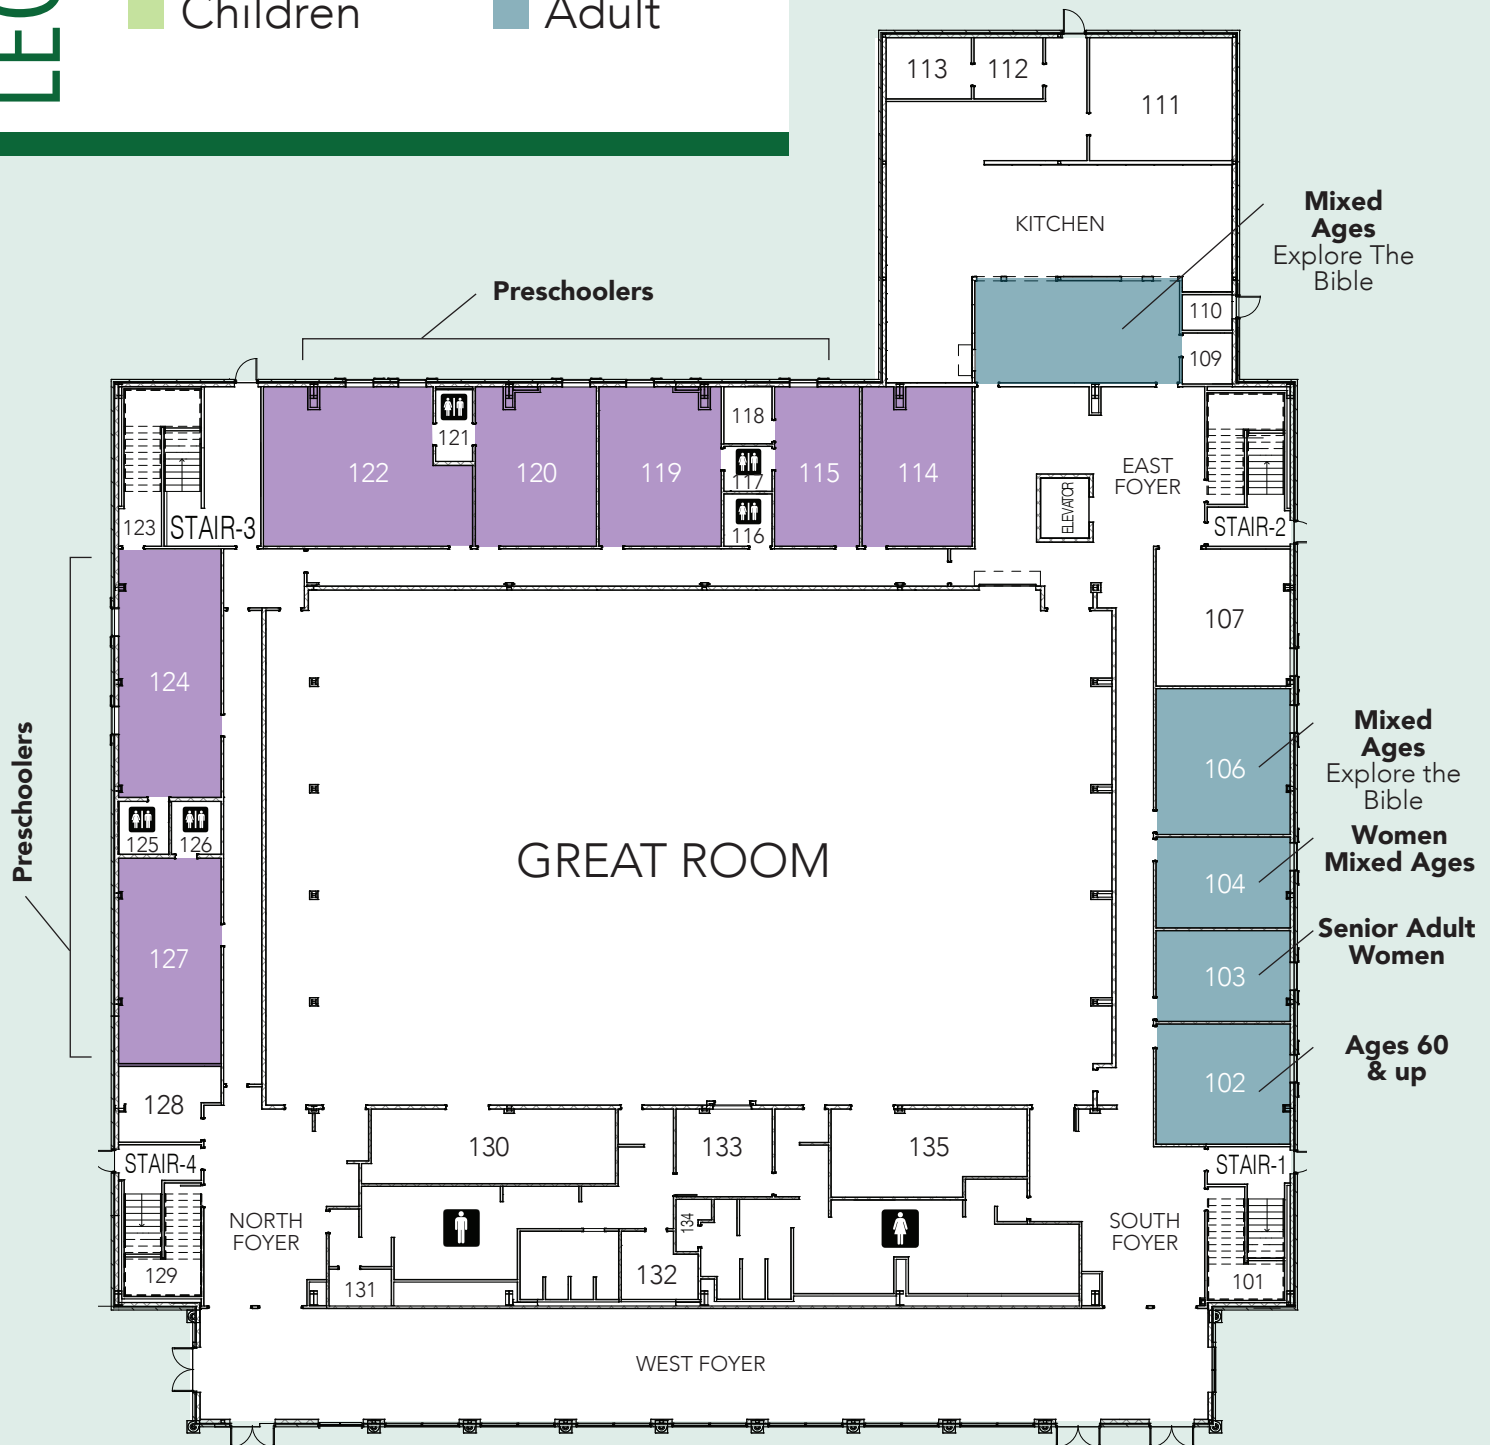 Children
Adult
113
112
111
KITCHEN
Mixed
Ages
Explore The
Bible
110
109
Preschoolers
122
121
120
119
118
117
116
115
114
EAST
FOYER
ELEVATOR
STAIR-2
123
STAIR-3
107
124
Preschoolers
125
126
127
128
GREAT ROOM
106
Mixed
Ages
Explore the
Bible
104
Women
Mixed Ages
103
Senior Adult
Women
102
Ages 60
& up
STAIR-4
129
NORTH
FOYER
130
131
132
133
134
135
SOUTH
FOYER
STAIR-1
101
WEST FOYER